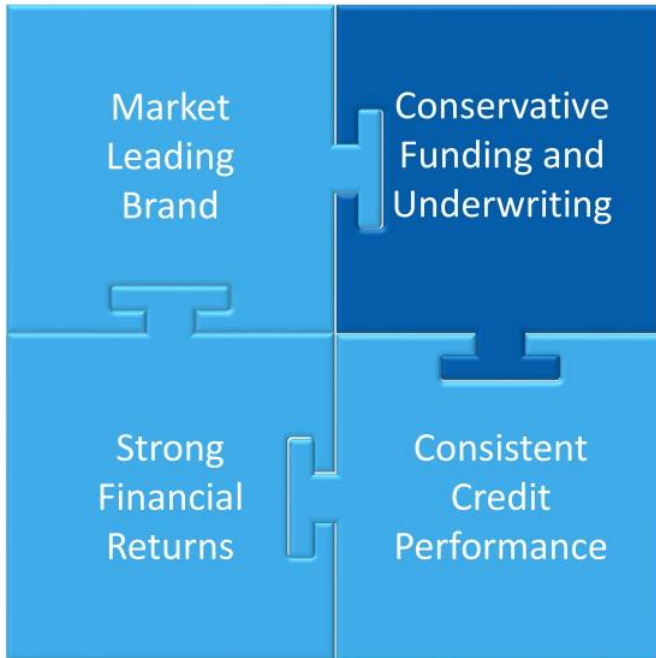 Market
Leading
Brand
Conservative
Funding and
Underwriting
Strong
Financial
Returns
Consistent
Credit
Performance